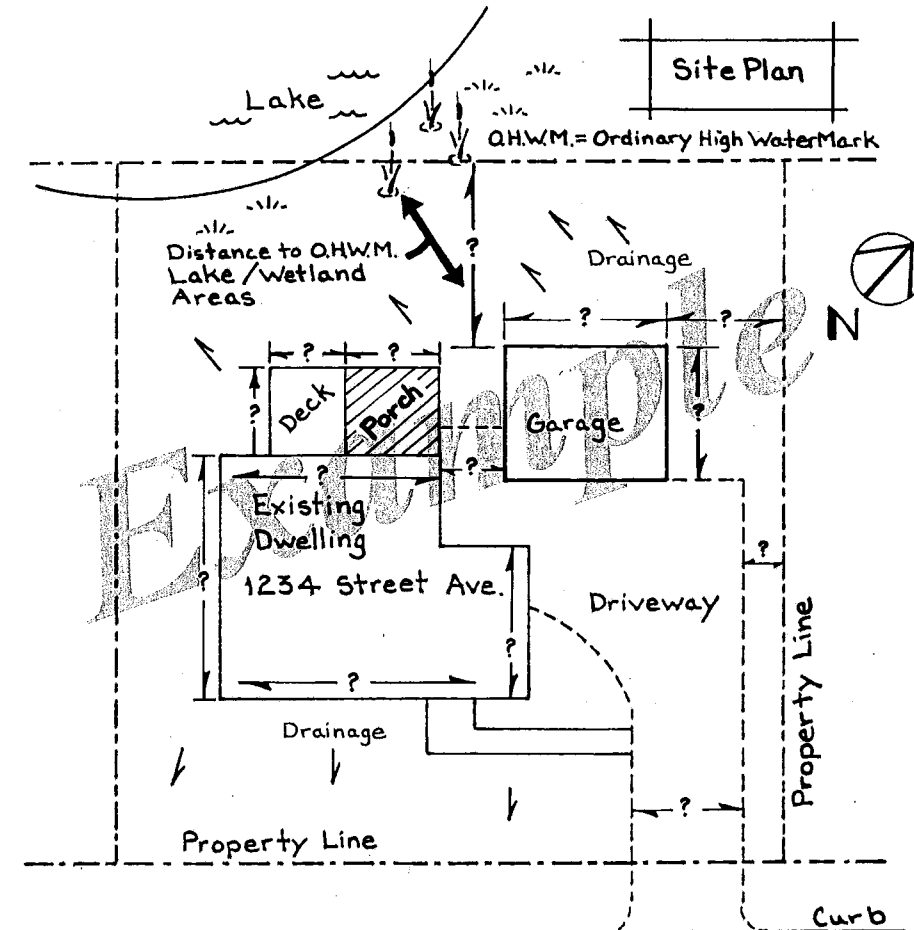 Site Plan
Lake
O.H.W.M. = Ordinary High WaterMark
Distance to O.H.W.M.
Lake / Wetland
Areas
?
Drainage
N
?
?
?
?
?
Deck
Porch
Garage
?
?
?
?
Existing
Dwelling
1234 Street Ave.
?
?
?
Driveway
?
Drainage
Property Line
?
Property Line
Curb
Example